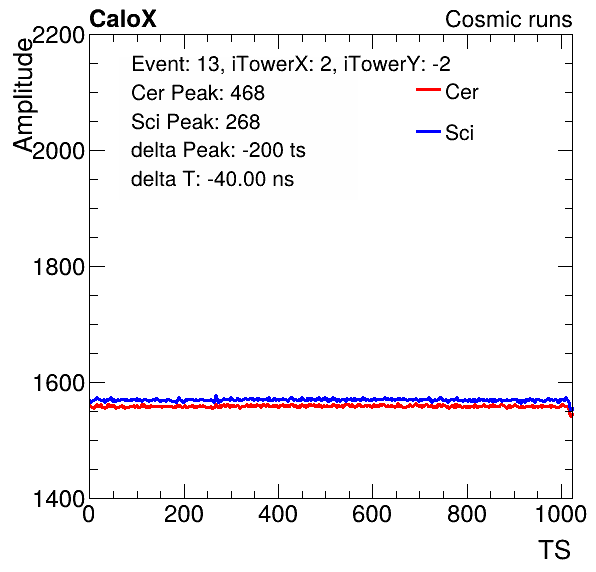 CaloX Cosmic runs
Amplitude
2200
2000
1800
1600
1400
Event: 13, iTowerX: 2, iTowerY: -2
Cer Peak: 468
Sci Peak: 268
delta Peak: -200 ts
delta T: -40.00 ns
Cer
Sci
0 200 400 600 800 1000
TS